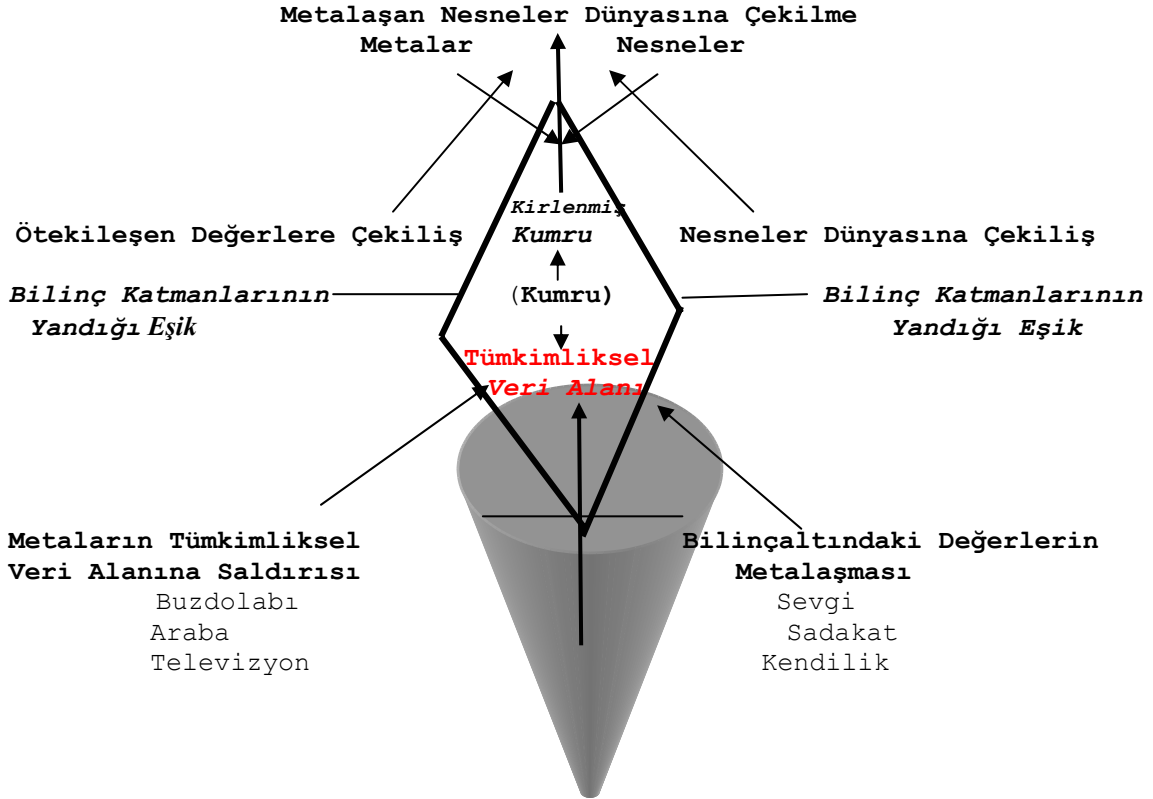 Metalaşan Nesneler Dünyasına Çekilme
Metalar Nesneler
Kirlenmiş
Kumru
Ötekileşen Değerlere Çekiliş
Nesneler Dünyasına Çekiliş
Bilinç Katmanlarının
Yandığı Eşik
(Kumru)
Bilinç Katmanlarının
Yandığı Eşik
Tümkimliksel
Veri Alanı
Metaların Tümkimliksel
Veri Alanına Saldırısı
Buzdolabı
Araba
Televizyon
Bilinçaltındaki Değerlerin
Metalaşması
Sevgi
Sadakat
Kendilik